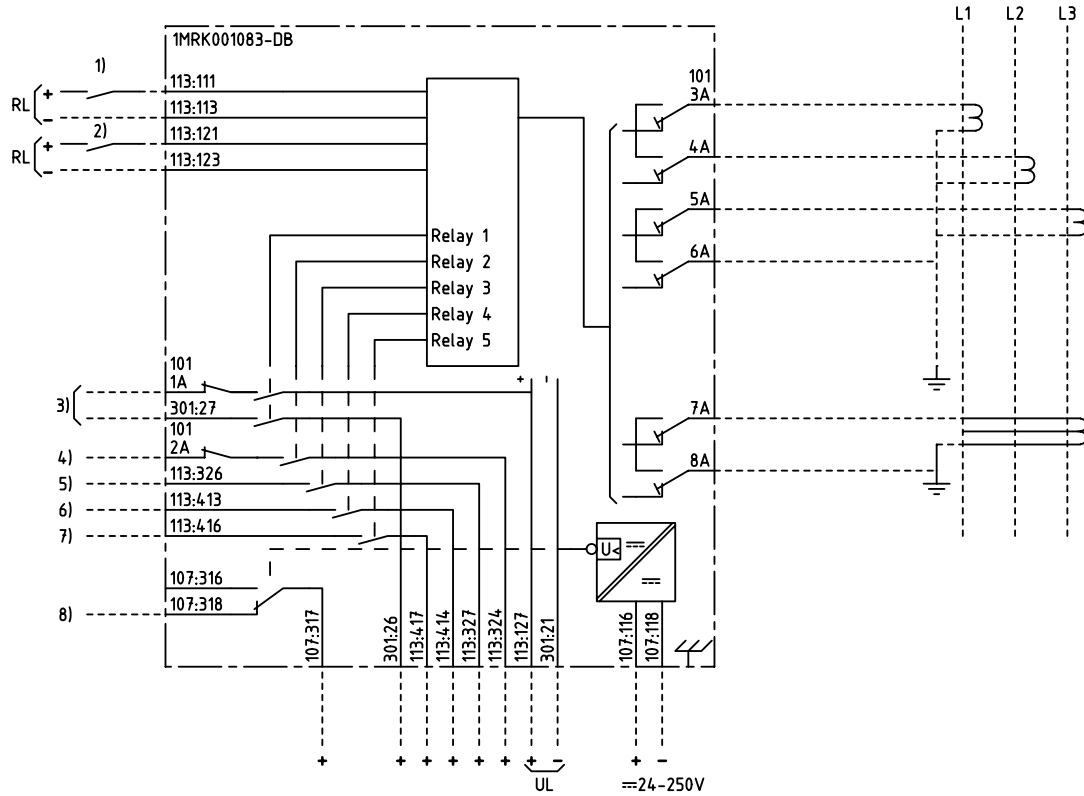 L1 L2 L3
1MRK001083-DB
1)
113:111
RL + -
113:113
2)
113:121
RL + -
113:123
101
3A
4A
5A
6A
Relay 1
Relay 2
Relay 3
Relay 4
Relay 5
101
1A
+ -
3)
301:27
101
7A
4)
2A
8A
5)
113:326
6)
113:413
7)
113:416
U<
107:316
8)
107:318
107:317
301:26
113:417
113:414
113:327
113:324
113:127
301:21
107:116
107:118
+ + + + + + - + -
UL
24-250V